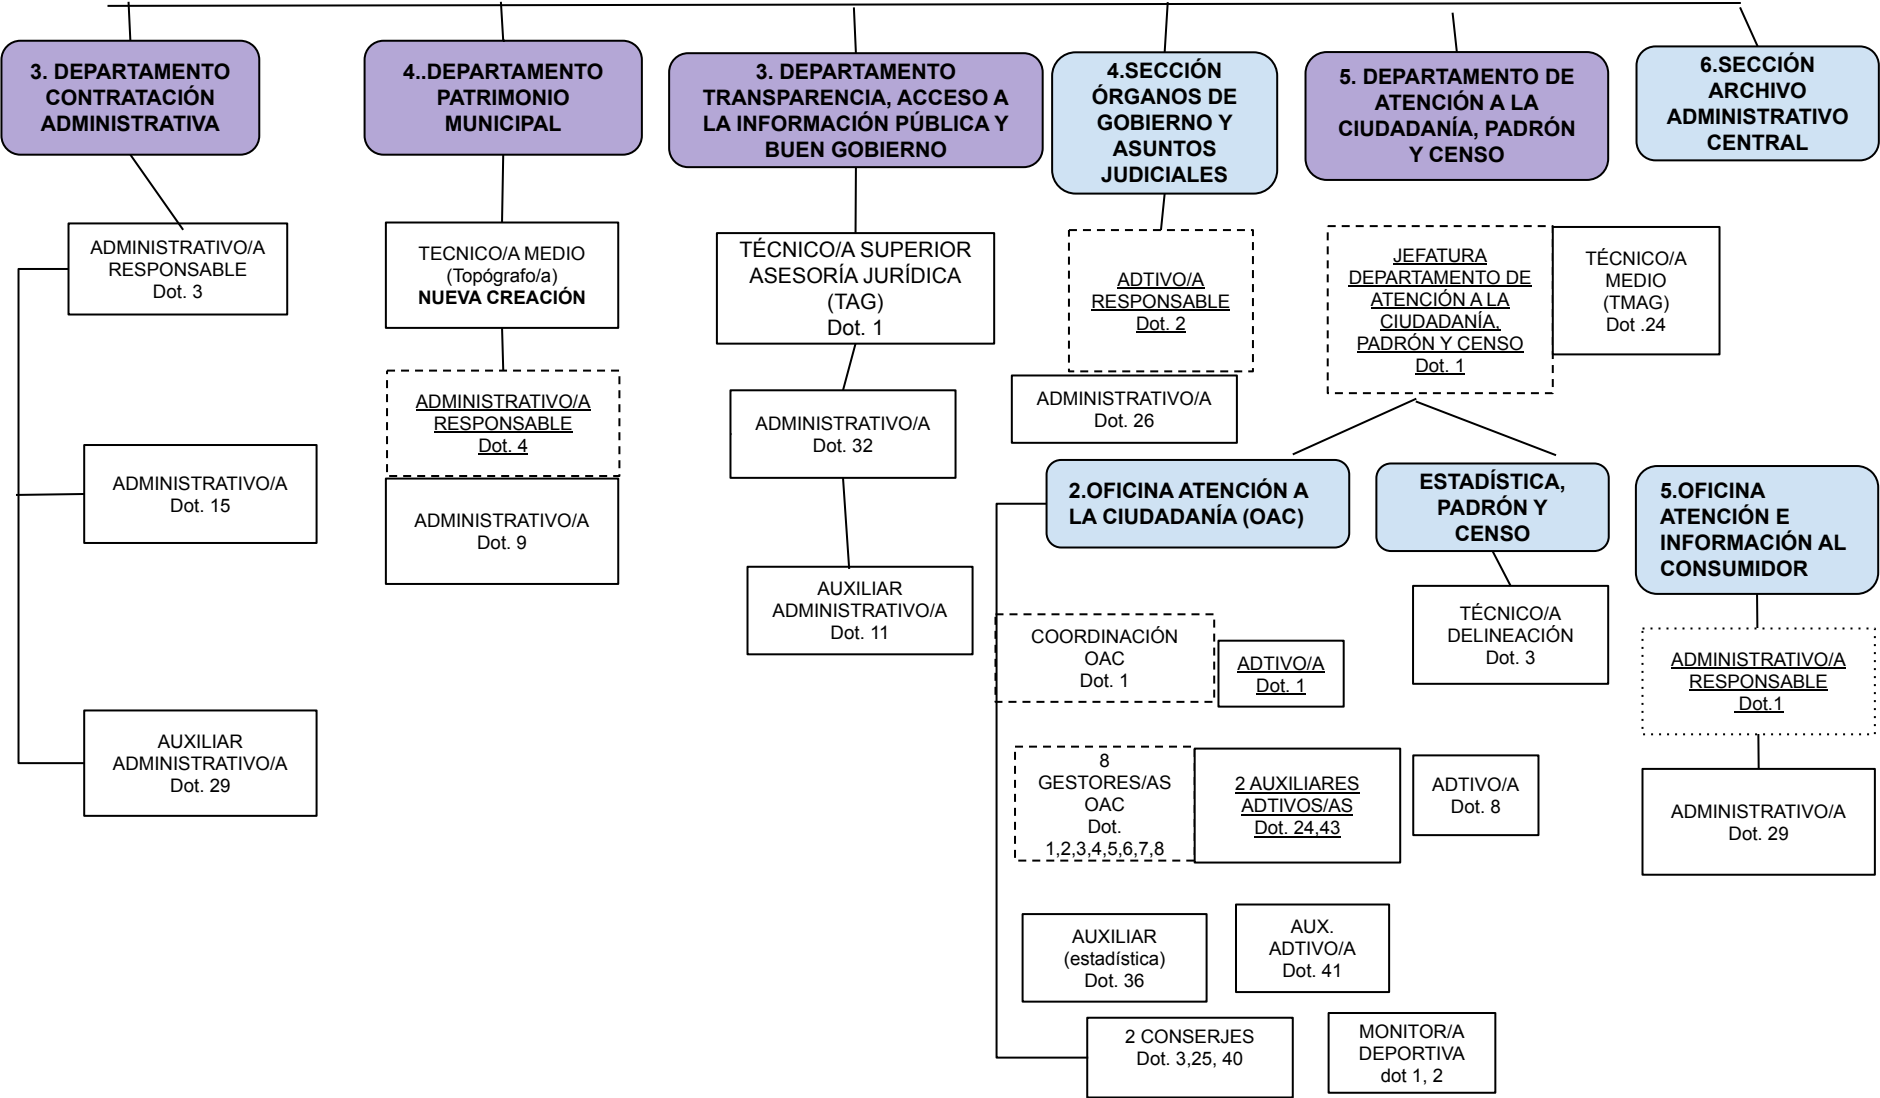 3. DEPARTAMENTO
CONTRATACIÓN
ADMINISTRATIVA
4..DEPARTAMENTO
PATRIMONIO
MUNICIPAL
3. DEPARTAMENTO
TRANSPARENCIA, ACCESO A
LA INFORMACIÓN PÚBLICA Y
BUEN GOBIERNO
4.SECCIÓN
ÓRGANOS DE
GOBIERNO Y
ASUNTOS
JUDICIALES
5. DEPARTAMENTO DE
ATENCIÓN A LA
CIUDADANÍA, PADRÓN
Y CENSO
6.SECCIÓN
ARCHIVO
ADMINISTRATIVO
CENTRAL
ADMINISTRATIVO/A
RESPONSABLE
Dot. 3
TECNICO/A MEDIO
(Topógrafo/a)
NUEVA CREACIÓN
TÉCNICO/A SUPERIOR
ASESORÍA JURÍDICA
(TAG)
Dot. 1
ADTIVO/A
RESPONSABLE
Dot. 2
JEFATURA
DEPARTAMENTO DE
ATENCIÓN A LA
CIUDADANÍA,
PADRÓN Y CENSO
Dot. 1
TÉCNICO/A
MEDIO
(TMAG)
Dot .24
ADMINISTRATIVO/A
RESPONSABLE
Dot. 4
ADMINISTRATIVO/A
Dot. 32
ADMINISTRATIVO/A
Dot. 26
ADMINISTRATIVO/A
Dot. 15
ADMINISTRATIVO/A
Dot. 9
2.OFICINA ATENCIÓN A
LA CIUDADANÍA (OAC)
ESTADÍSTICA,
PADRÓN Y
CENSO
5.OFICINA
ATENCIÓN E
INFORMACIÓN AL
CONSUMIDOR
AUXILIAR
ADMINISTRATIVO/A
Dot. 11
COORDINACIÓN
OAC
Dot. 1
ADTIVO/A
Dot. 1
TÉCNICO/A
DELINEACIÓN
Dot. 3
ADMINISTRATIVO/A
RESPONSABLE
Dot.1
AUXILIAR
ADMINISTRATIVO/A
Dot. 29
8
GESTORES/AS
OAC
Dot.
1,2,3,4,5,6,7,8
2 AUXILIARES
ADTIVOS/AS
Dot. 24,43
ADTIVO/A
Dot. 8
ADMINISTRATIVO/A
Dot. 29
AUXILIAR
(estadística)
Dot. 36
AUX.
ADTIVO/A
Dot. 41
2 CONSERJES
Dot. 3,25, 40
MONITOR/A
DEPORTIVA
dot 1, 2